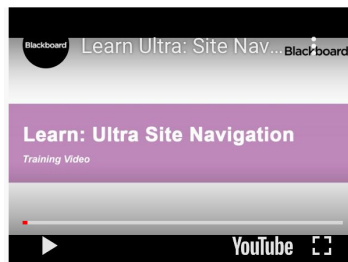 Blackboard
Learn Ultra: Site Nav...
Blackboard
Learn: Ultra Site Navigation
Training Video
YouTube